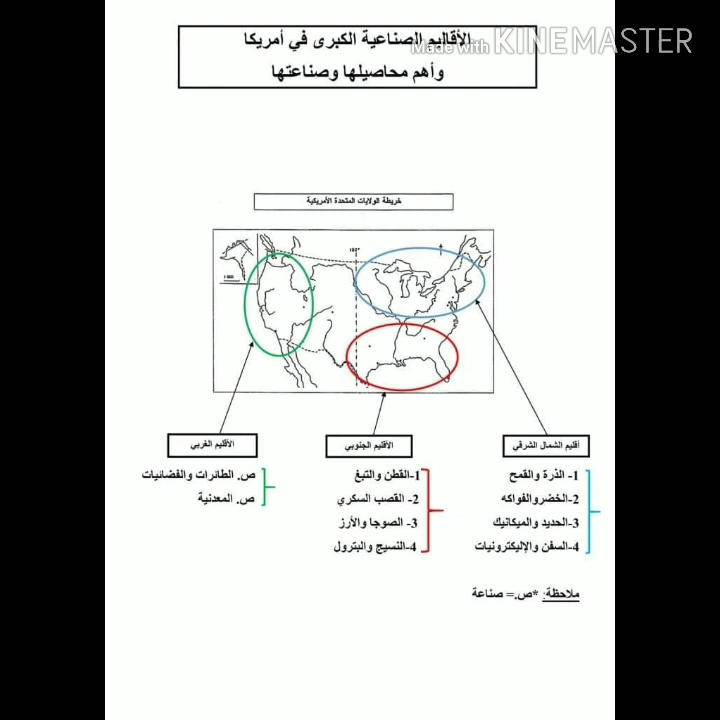 الأقاليم الصناعية الكبرى في أمريكا
Made with KINEMASTER
وأهم محاصيلها وصناعتها
خريطة الولايات المتحدة الأمريكية
أقليم الشمال الشرقي
1- الذرة والقمح
2-الخضروالفواكه
3-الحديد والميكانيك
4-السفن والإليكترونيات
الأقليم الجنوبي
1-القطن والتبغ
2- القصب السكري
3- الصوجا والأرز
4-النسيج والبترول
الأقليم الغربي
ص. الطائرات والفضائيات
ص. المعدنية
ملاحظة: *ص.= صناعة